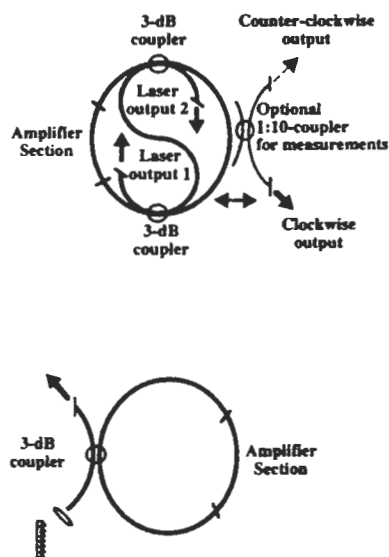 3-dB
coupler
Counter-clockwise
output
Laser
output 2
Optional
1:10-coupler
for measurements
Amplifier
Section
Laser
output 1
3-dB
coupler
Clockwise
output
3-dB
coupler
Amplifier
Section